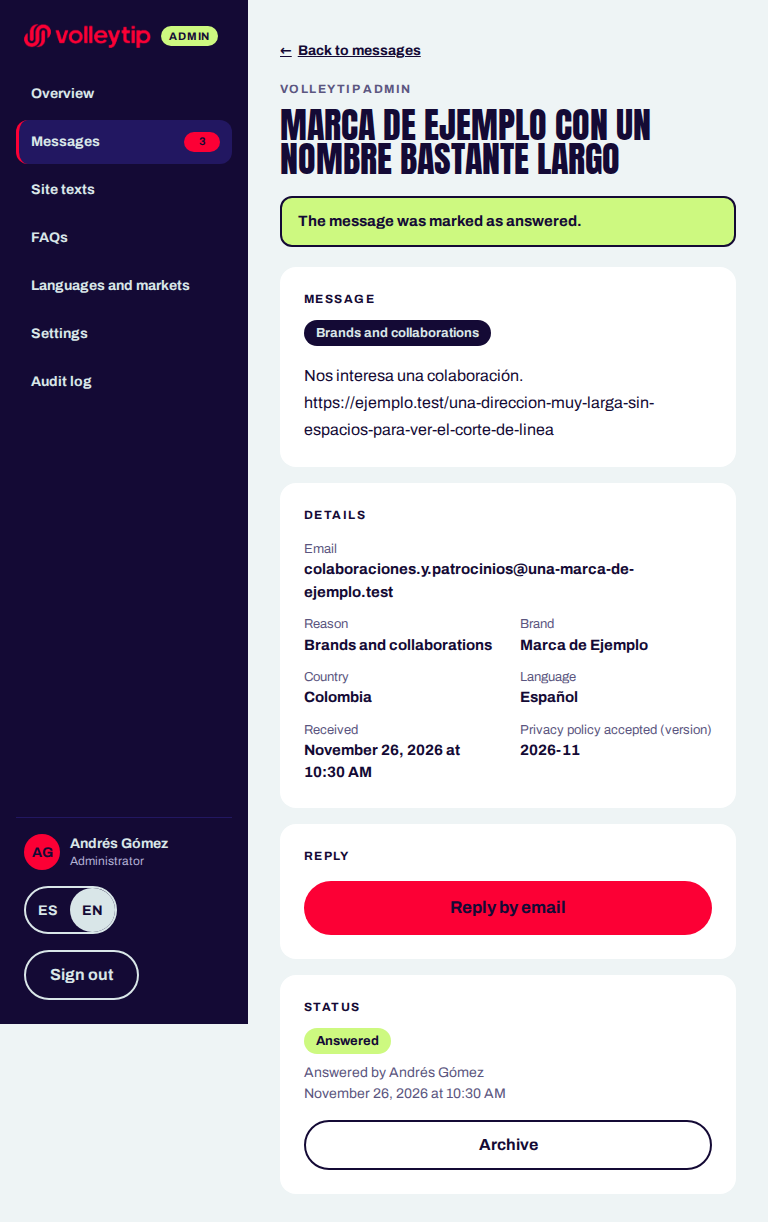 volleytip ADMIN
Overview
Messages 3
Site texts
FAQs
Languages and markets
Settings
Audit log
AG Andrés Gómez
Administrator
ES EN
Sign out
← Back to messages
VOLLEYTIP ADMIN
MARCA DE EJEMPLO CON UN
NOMBRE BASTANTE LARGO
The message was marked as answered.
MESSAGE
Brands and collaborations
Nos interesa una colaboración.
https://ejemplo.test/una-direccion-muy-larga-sin-
espacios-para-ver-el-corte-de-linea
DETAILS
Email
colaboraciones.y.patrocinios@una-marca-de-
ejemplo.test
Reason Brand
Brands and collaborations Marca de Ejemplo
Country Language
Colombia Español
Received Privacy policy accepted (version)
November 26, 2026 at 2026-11
10:30 AM
REPLY
Reply by email
STATUS
Answered
Answered by Andrés Gómez
November 26, 2026 at 10:30 AM
Archive